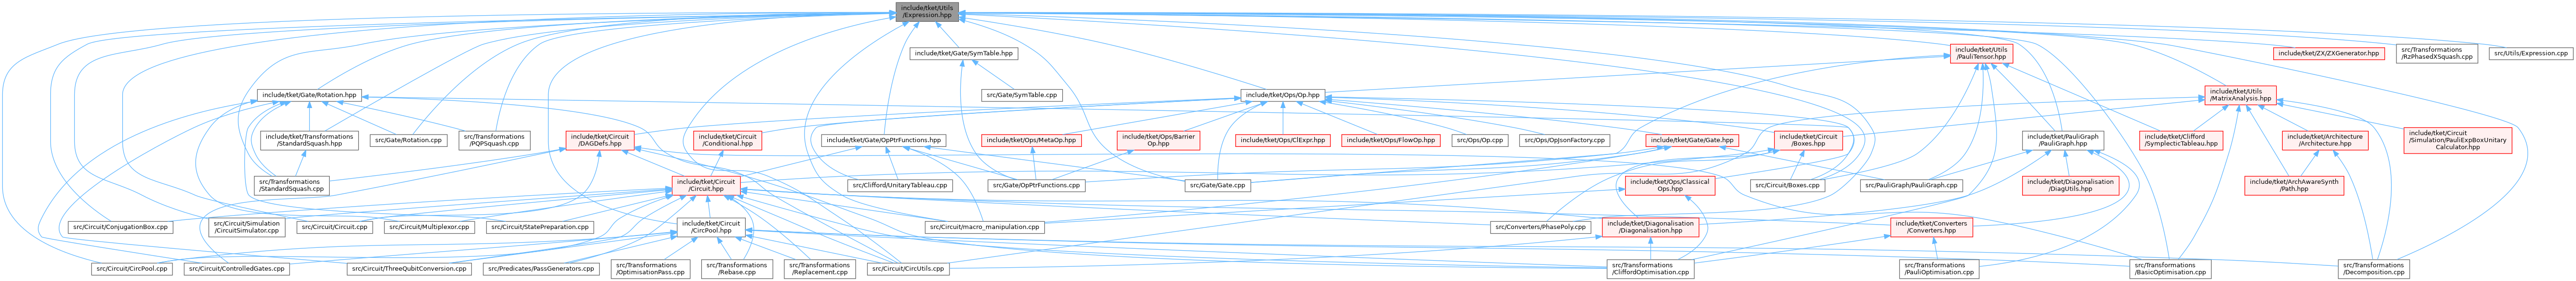 include/tket/Utils
/Expression.hpp
include/tket/Gate/SymTable.hpp
include/tket/Utils
/PauliTensor.hpp
include/tket/ZX/ZXGenerator.hpp
src/Transformations
/RzPhasedXSquash.cpp
src/Utils/Expression.cpp
include/tket/Gate/Rotation.hpp
src/Gate/SymTable.cpp
include/tket/Ops/Op.hpp
include/tket/Utils
/MatrixAnalysis.hpp
include/tket/Transformations
/StandardSquash.hpp
src/Gate/Rotation.cpp
src/Transformations
/PQPSquash.cpp
include/tket/Circuit
/DAGDefs.hpp
include/tket/Circuit
/Conditional.hpp
include/tket/Gate/OpPtrFunctions.hpp
include/tket/Ops/MetaOp.hpp
include/tket/Ops/Barrier
Op.hpp
include/tket/Ops/ClExpr.hpp
include/tket/Ops/FlowOp.hpp
src/Ops/Op.cpp
src/Ops/OpJsonFactory.cpp
include/tket/Gate/Gate.hpp
include/tket/Circuit
/Boxes.hpp
include/tket/PauliGraph
/PauliGraph.hpp
include/tket/Clifford
/SymplecticTableau.hpp
include/tket/Architecture
/Architecture.hpp
include/tket/Circuit
/Simulation/PauliExpBoxUnitary
Calculator.hpp
src/Transformations
/StandardSquash.cpp
include/tket/Circuit
/Circuit.hpp
src/Clifford/UnitaryTableau.cpp
src/Gate/OpPtrFunctions.cpp
src/Gate/Gate.cpp
include/tket/Ops/Classical
Ops.hpp
src/Circuit/Boxes.cpp
src/PauliGraph/PauliGraph.cpp
include/tket/Diagonalisation
/DiagUtils.hpp
include/tket/ArchAwareSynth
/Path.hpp
src/Circuit/ConjugationBox.cpp
src/Circuit/Simulation
/CircuitSimulator.cpp
src/Circuit/Circuit.cpp
src/Circuit/Multiplexor.cpp
src/Circuit/StatePreparation.cpp
include/tket/Circuit
/CircPool.hpp
src/Circuit/macro_manipulation.cpp
src/Converters/PhasePoly.cpp
include/tket/Diagonalisation
/Diagonalisation.hpp
include/tket/Converters
/Converters.hpp
src/Circuit/CircPool.cpp
src/Circuit/ControlledGates.cpp
src/Circuit/ThreeQubitConversion.cpp
src/Predicates/PassGenerators.cpp
src/Transformations
/OptimisationPass.cpp
src/Transformations
/Rebase.cpp
src/Transformations
/Replacement.cpp
src/Circuit/CircUtils.cpp
src/Transformations
/CliffordOptimisation.cpp
src/Transformations
/PauliOptimisation.cpp
src/Transformations
/BasicOptimisation.cpp
src/Transformations
/Decomposition.cpp